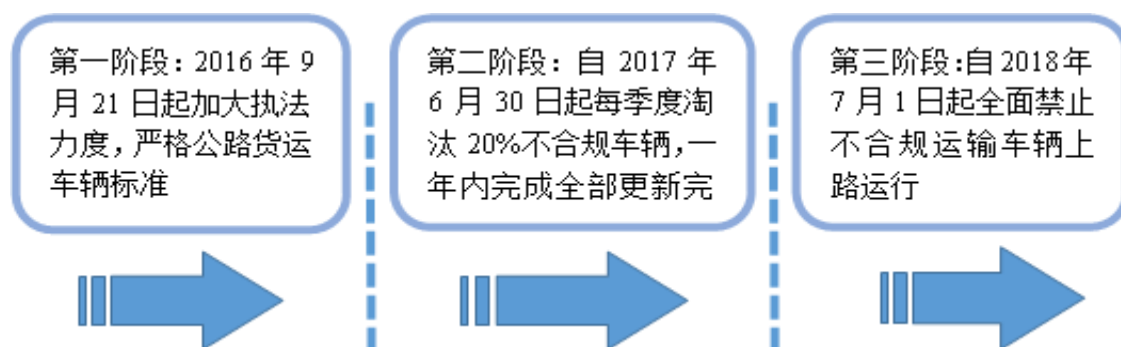 第一阶段：2016 年 9
月 21 日起加大执法
力度，严格公路货运
车辆标准
第二阶段：自 2017 年
6 月 30 日起每季度淘
汰 20%不合规车辆，一
年内完成全部更新完
第三阶段:自 2018 年
7 月 1 日起全面禁止
不合规运输车辆上
路运行